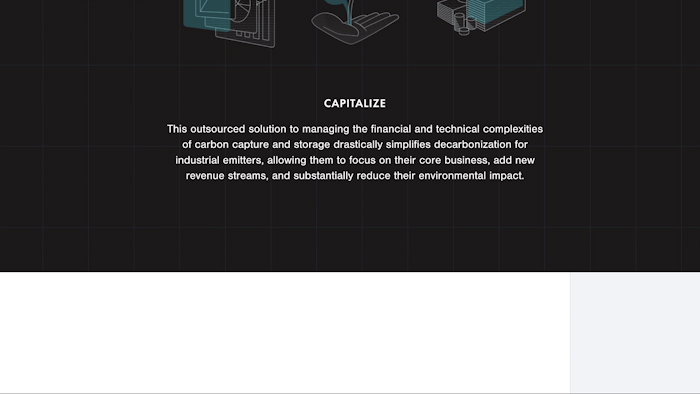 CAPITALIZE
This outsourced solution to managing the financial and technical complexities
of carbon capture and storage drastically simplifies decarbonization for
industrial emitters, allowing them to focus on their core business, add new
revenue streams, and substantially reduce their environmental impact.